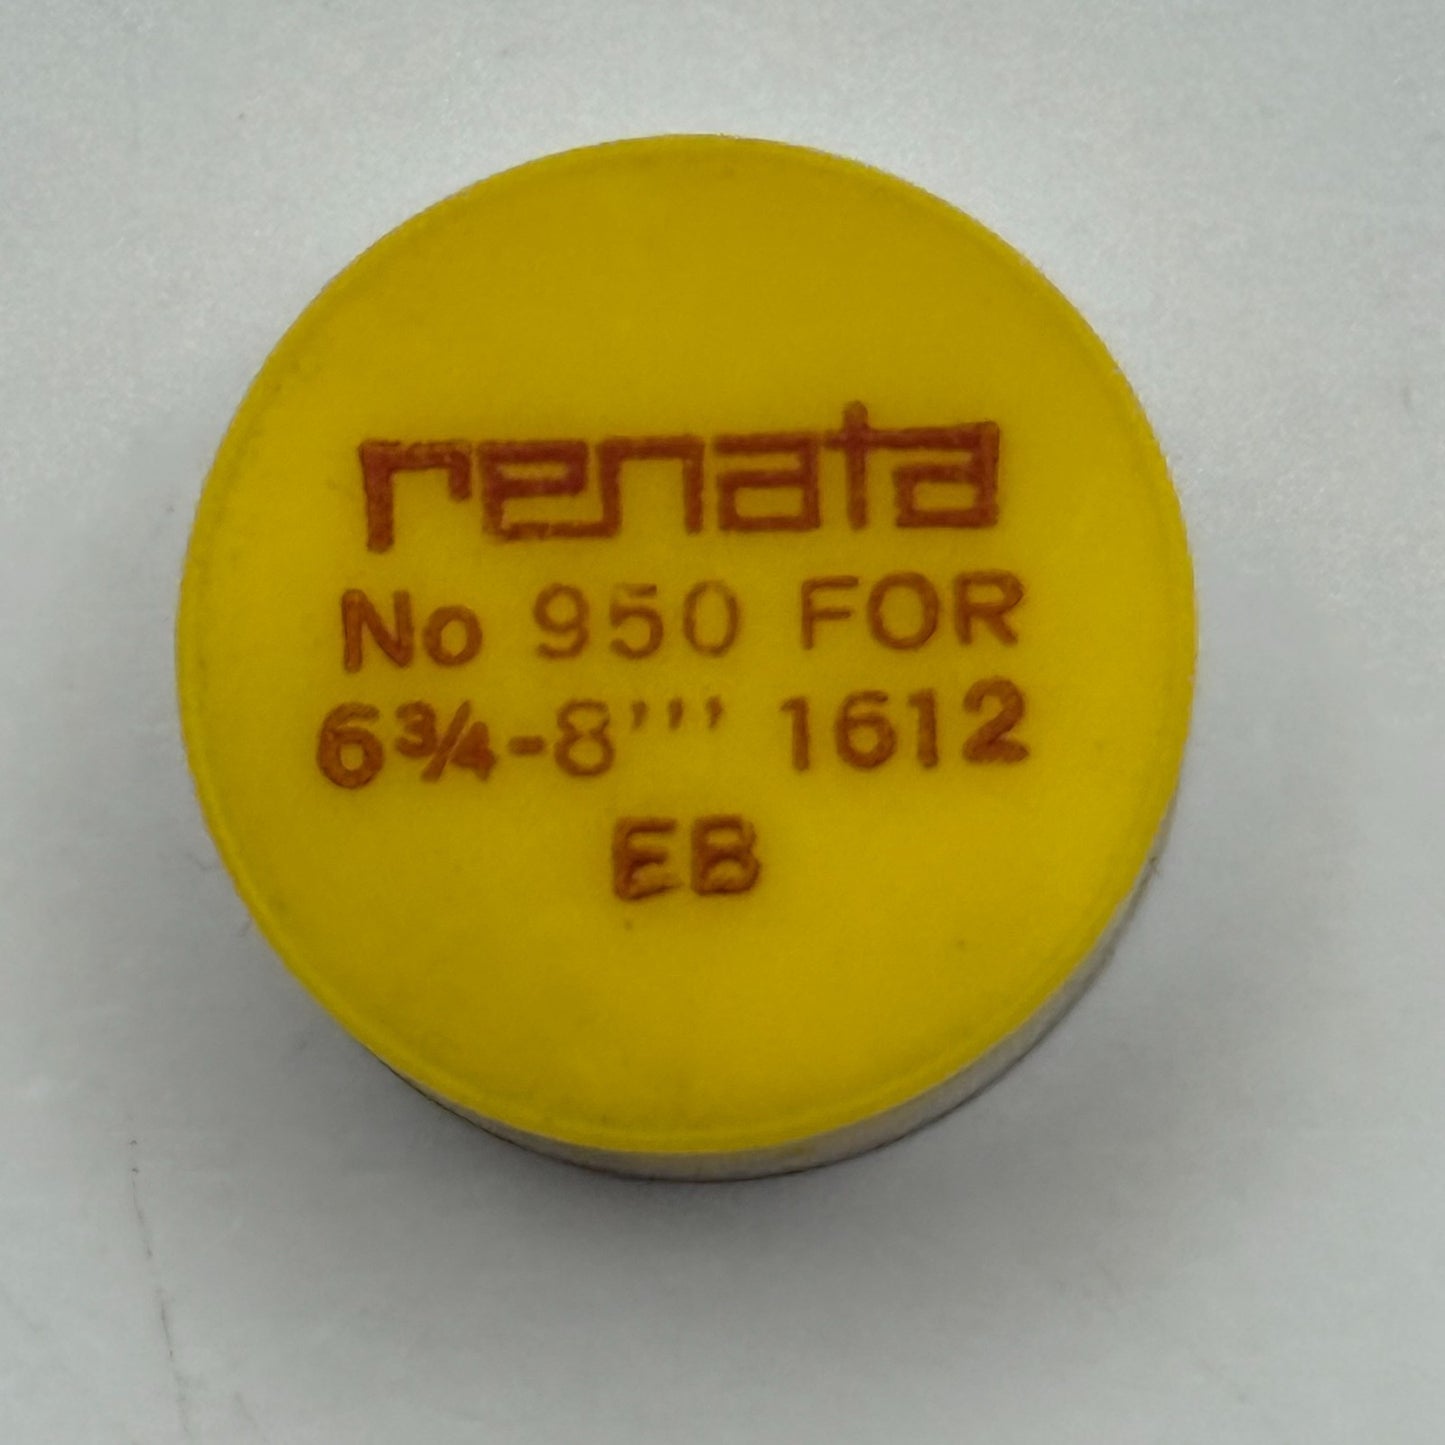 renata
No 950 FOR
6¾-8''' 1612
EB